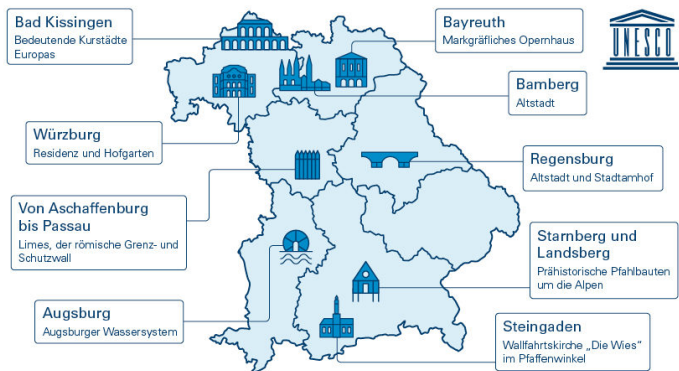 Bad Kissingen
Bedeutende Kurstädte
Europas
Bayreuth
Markgräfliches Opernhaus
UNESCO
Bamberg
Altstadt
Würzburg
Residenz und Hofgarten
Regensburg
Altstadt und Stadtamhof
Von Aschaffenburg
bis Passau
Limes, der römische Grenz- und
Schutzwall
Starnberg und
Landsberg
Prähistorische Pfahlbauten
um die Alpen
Augsburg
Augsburger Wassersystem
Steingaden
Wallfahrtskirche „Die Wies“
im Pfaffenwinkel